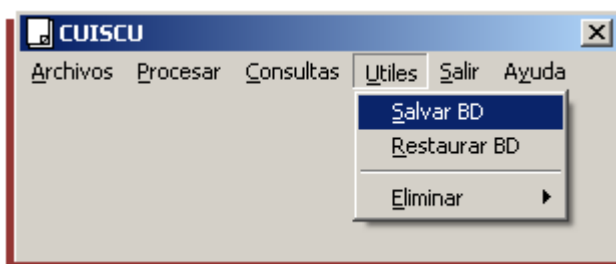 CUISCU
Archivos Procesar Consultas Utiles Salir Ayuda
Salvar BD
Restaurar BD
Eliminar